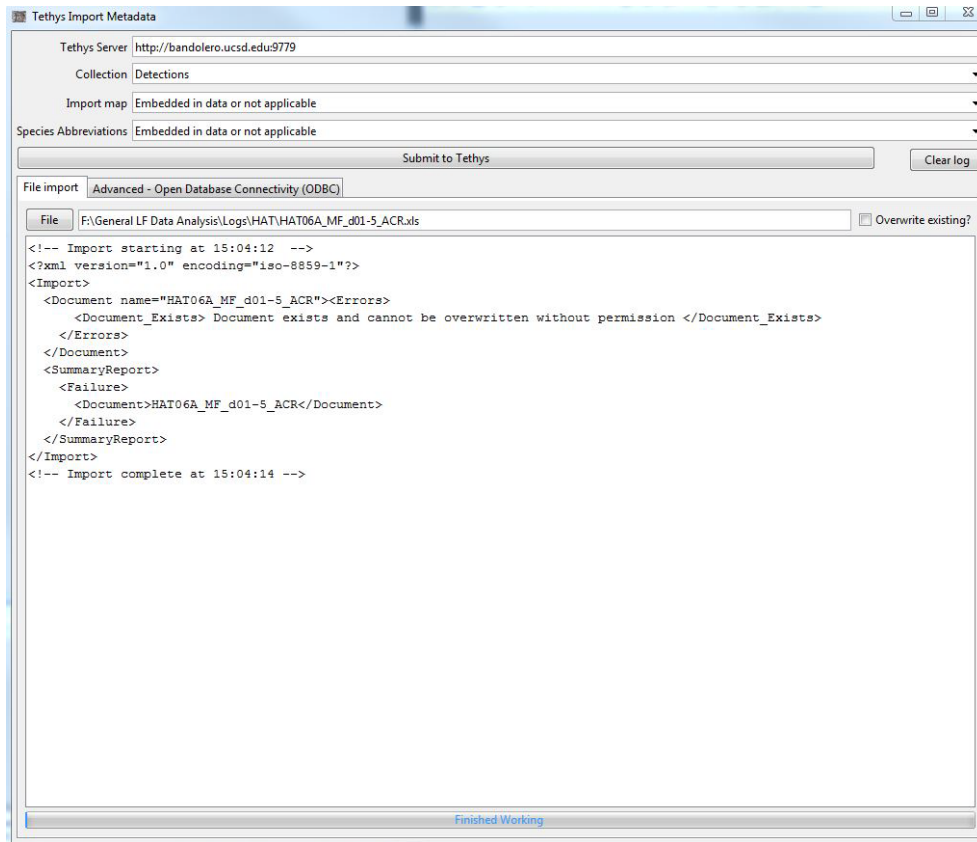 Tethys Import Metadata
Tethys Server http://bandolero.ucsd.edu:9779
Collection Detections
Import map Embedded in data or not applicable
Species Abbreviations Embedded in data or not applicable
Submit to Tethys Clear log
File import Advanced - Open Database Connectivity (ODBC)
File F:\General LF Data Analysis\Logs\HAT\HAT06A_MF_d01-5_ACR.xls Overwrite existing?
<!-- Import starting at 15:04:12  -->
<?xml version="1.0" encoding="iso-8859-1"?>
<Import>
<Document name="HAT06A_MF_d01-5_ACR"><Errors>
<Document_Exists> Document exists and cannot be overwritten without permission </Document_Exists>
</Errors>
</Document>
<SummaryReport>
<Failure>
<Document>HAT06A_MF_d01-5_ACR</Document>
</Failure>
</SummaryReport>
</Import>
<!-- Import complete at 15:04:14 -->
Finished Working